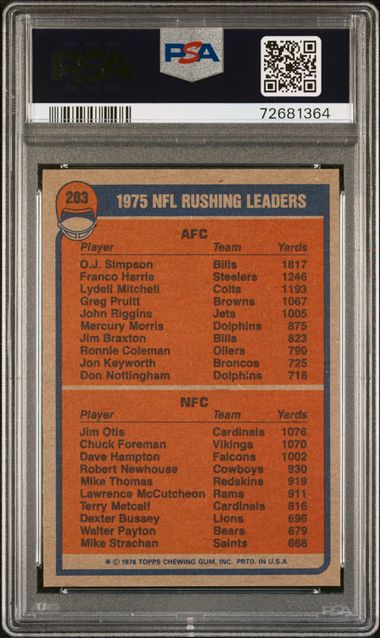 PSA
PSA
72681364
203
1975 NFL RUSHING LEADERS
AFC
Player Team Yards
O.J. Simpson Bills 1817
Franco Harris Steelers 1246
Lydell Mitchell Colts 1193
Greg Pruitt Browns 1067
John Riggins Jets 1005
Mercury Morris Dolphins 875
Jim Braxton Bills 823
Ronnie Coleman Oilers 790
Jon Keyworth Broncos 725
Don Nottingham Dolphins 718
NFC
Player Team Yards
Jim Otis Cardinals 1076
Chuck Foreman Vikings 1070
Dave Hampton Falcons 1002
Robert Newhouse Cowboys 930
Mike Thomas Redskins 919
Lawrence McCutcheon Rams 911
Terry Metcalf Cardinals 816
Dexter Bussey Lions 696
Walter Payton Bears 679
Mike Strachan Saints 668
* © 1976 TOPPS CHEWING GUM, INC. PRTD. IN U.S.A.
PSA